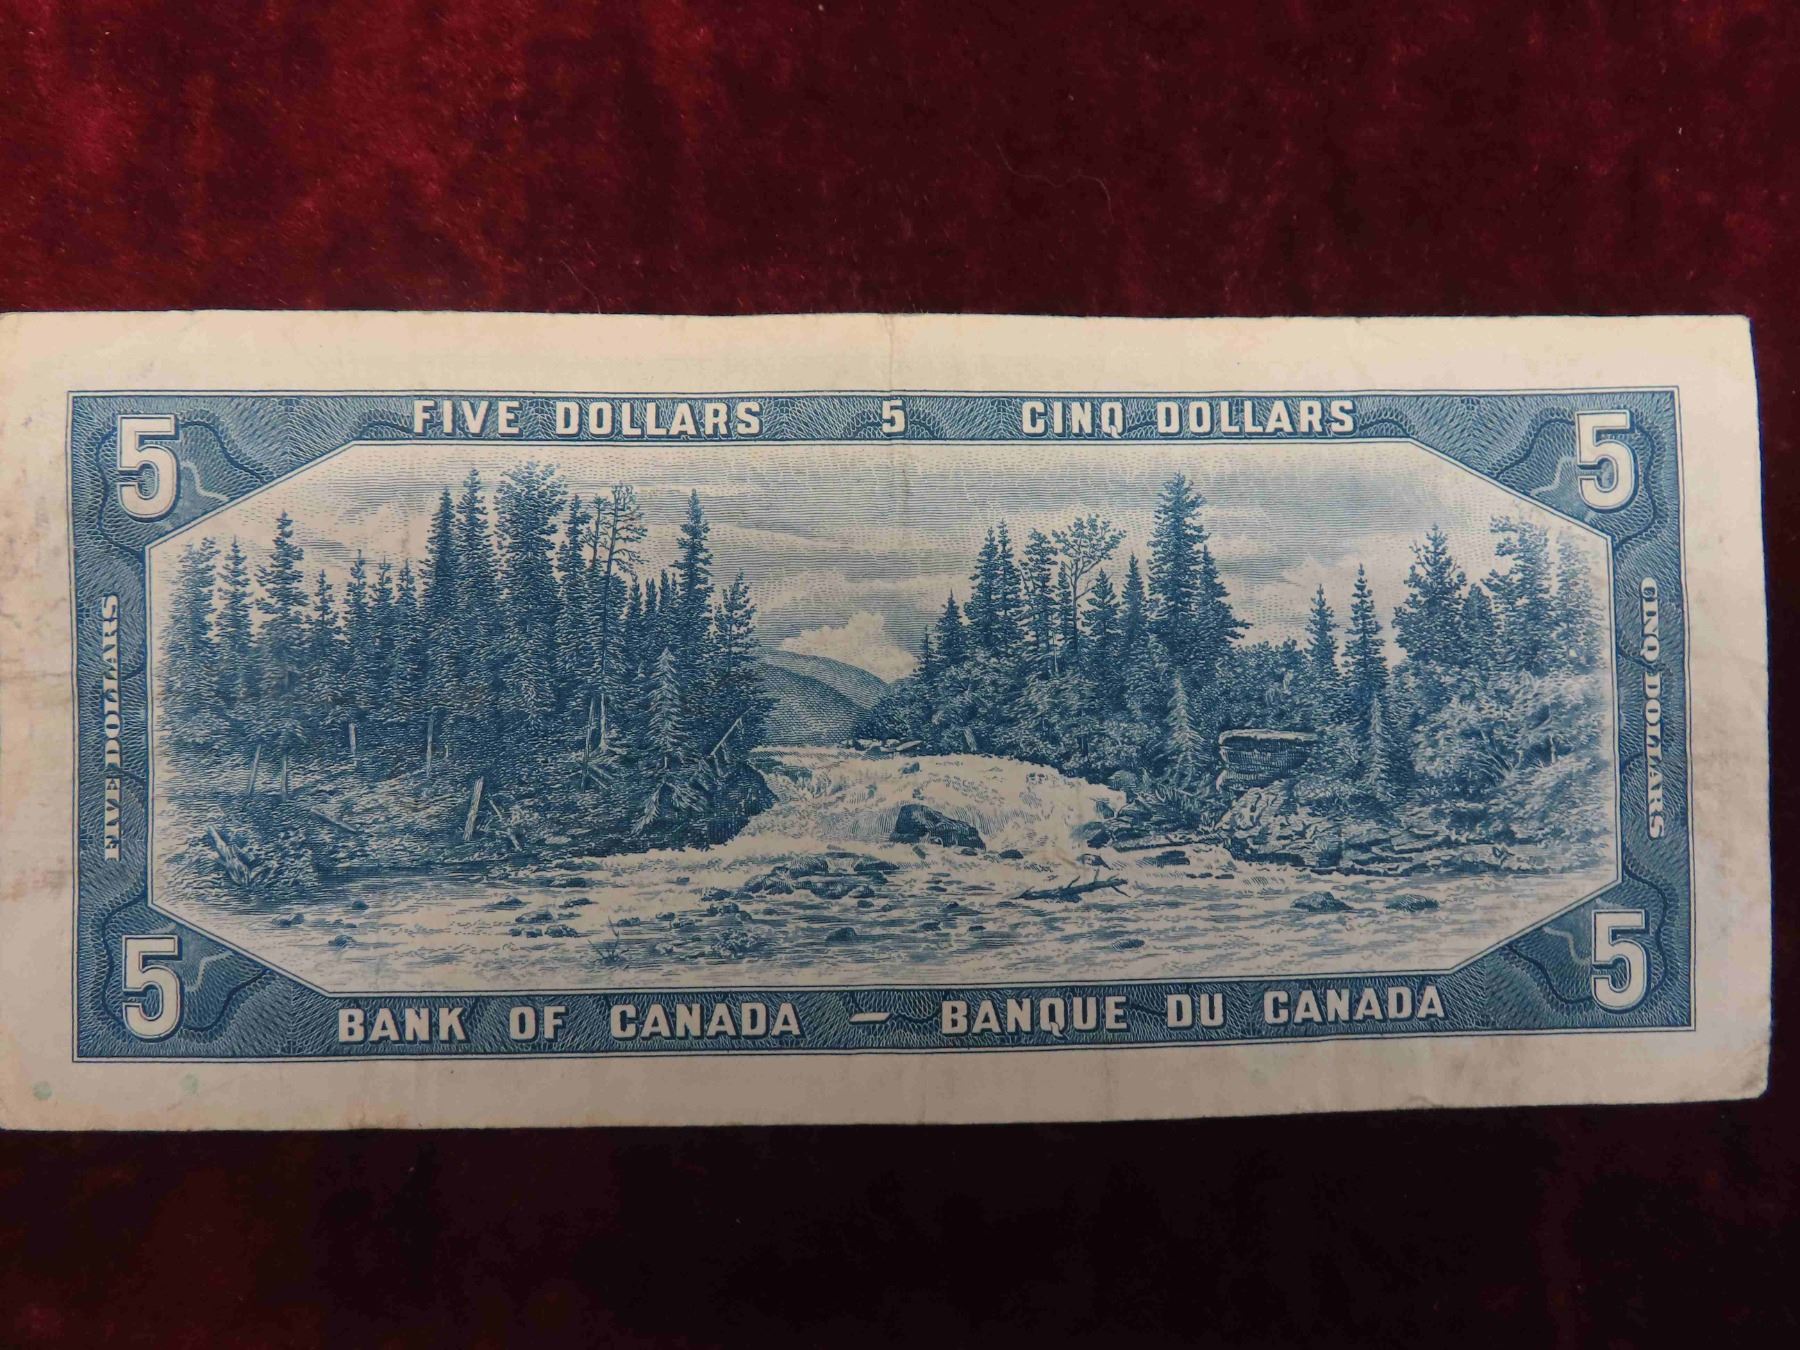 5 FIVE DOLLARS 5 CINQ DOLLARS 5
FIVE DOLLARS
CINQ DOLLARS
5 BANK OF CANADA – BANQUE DU CANADA 5